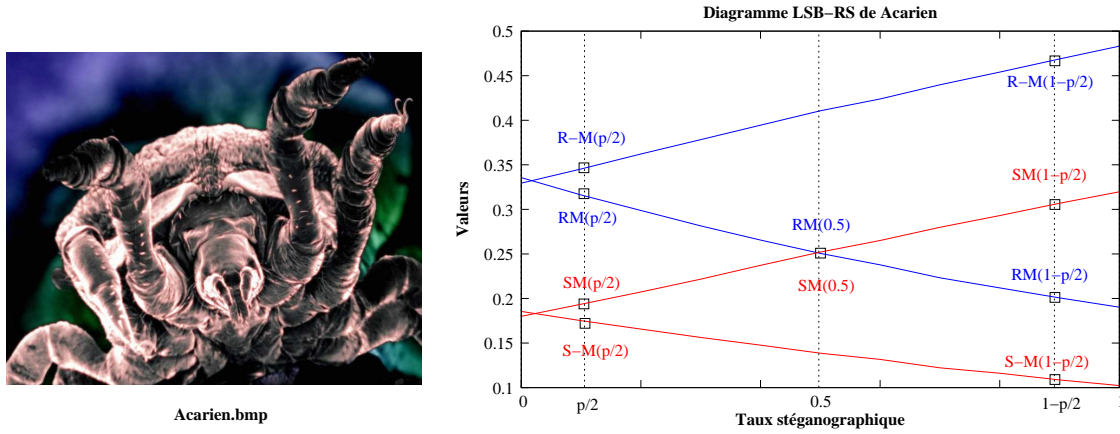 Acarien.bmp
Diagramme LSB−RS de Acarien
Valeurs
0.5
0.45
0.4
0.35
0.3
0.25
0.2
0.15
0.1
R−M(1−p/2)
R−M(p/2)
SM(1−p/2)
RM(p/2)
RM(0.5)
SM(p/2)
SM(0.5)
RM(1−p/2)
S−M(p/2)
S−M(1−p/2)
0
p/2
0.5
1−p/2
1
Taux stéganographique